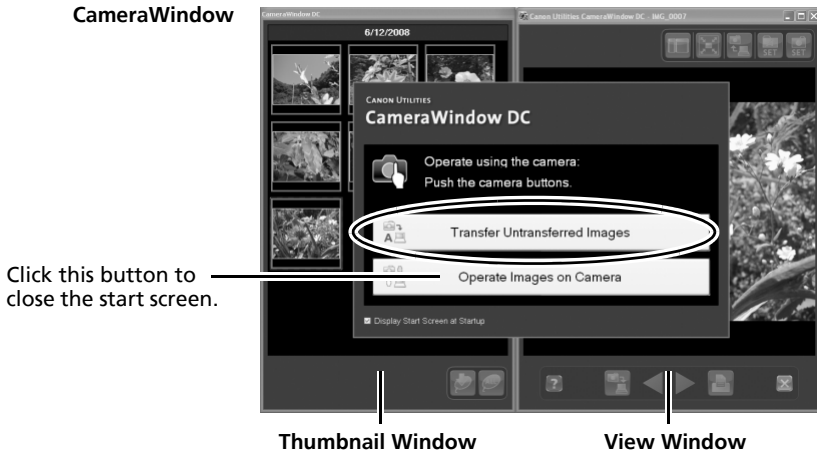 CameraWindow
CameraWindow DC
6/12/2008
Canon Utilities CameraWindow DC - IMG_0007
SET
SET
CANON UTILITIES
CameraWindow DC
Operate using the camera:
Push the camera buttons.
A
Transfer Untransferred Images
Operate Images on Camera
Display Start Screen at Startup
Click this button to
close the start screen.
?
Thumbnail Window
View Window